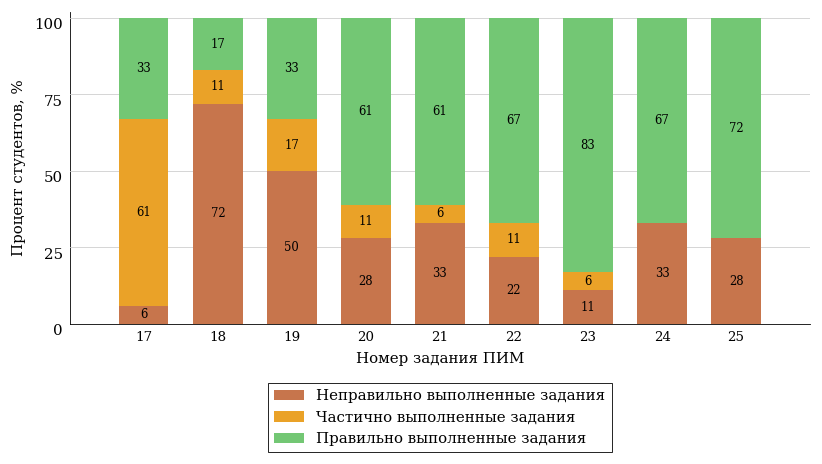 Процент студентов, %
100
75
50
25
0
33 17 33 61 61 67 83 67 72
61 11 17 11 6 11 6
6 72 50 28 33 22 11 33 28
17 18 19 20 21 22 23 24 25
Номер задания ПИМ
Неправильно выполненные задания
Частично выполненные задания
Правильно выполненные задания